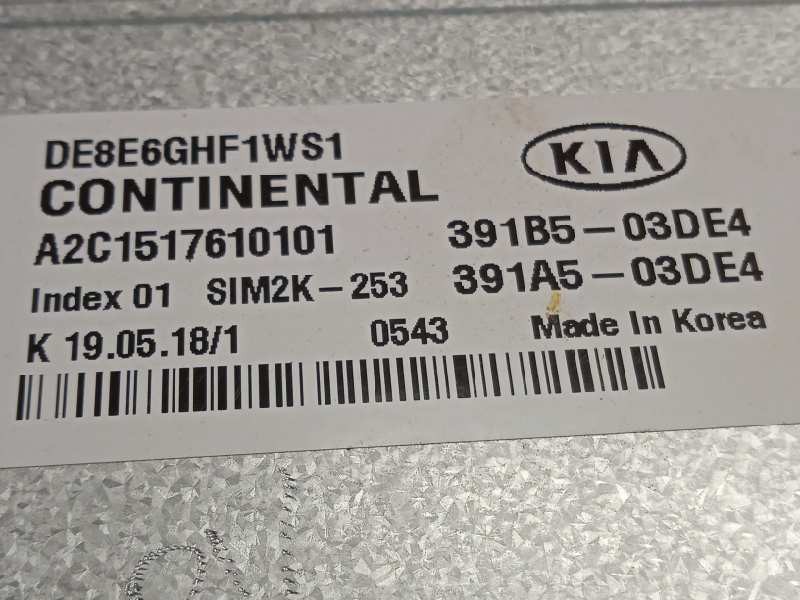 DE8E6GHF1WS1
KIA
CONTINENTAL
A2C1517610101 391B5-03DE4
Index 01 SIM2K-253 391A5-03DE4
K 19.05.18/1 0543 Made In Korea